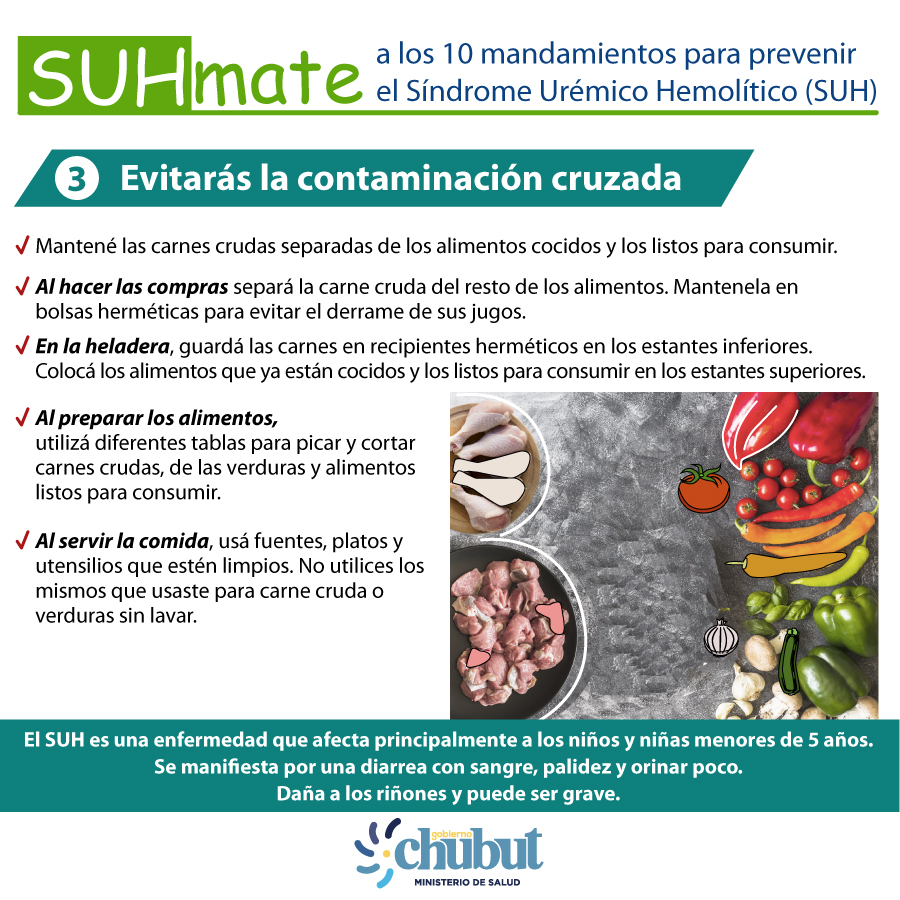 SUHmate
a los 10 mandamientos para prevenir
el Síndrome Urémico Hemolítico (SUH)
3 Evitarás la contaminación cruzada
✓ Mantené las carnes crudas separadas de los alimentos cocidos y los listos para consumir.
✓ Al hacer las compras separá la carne cruda del resto de los alimentos. Mantenela en
bolsas herméticas para evitar el derrame de sus jugos.
✓ En la heladera, guardá las carnes en recipientes herméticos en los estantes inferiores.
Colocá los alimentos que ya están cocidos y los listos para consumir en los estantes superiores.
✓ Al preparar los alimentos,
utilizá diferentes tablas para picar y cortar
carnes crudas, de las verduras y alimentos
listos para consumir.
✓ Al servir la comida, usá fuentes, platos y
utensilios que estén limpios. No utilices los
mismos que usaste para carne cruda o
verduras sin lavar.
El SUH es una enfermedad que afecta principalmente a los niños y niñas menores de 5 años.
Se manifiesta por una diarrea con sangre, palidez y orinar poco.
Daña a los riñones y puede ser grave.
gobierno
chubut
MINISTERIO DE SALUD